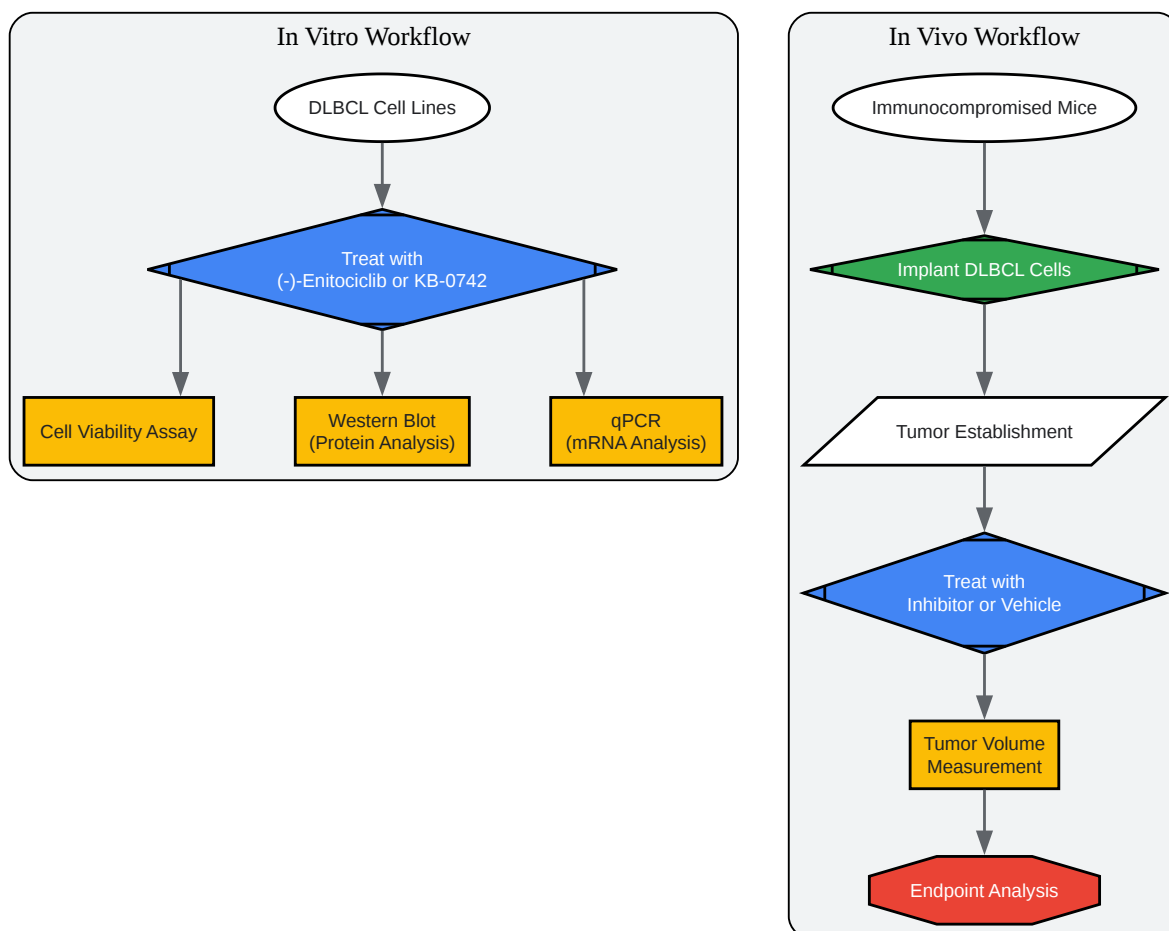 In Vitro Workflow
DLBCL Cell Lines
Treat with
(-)-Enitociclib or KB-0742
Cell Viability Assay
Western Blot
(Protein Analysis)
qPCR
(mRNA Analysis)
In Vivo Workflow
Immunocompromised Mice
Implant DLBCL Cells
Tumor Establishment
Treat with
Inhibitor or Vehicle
Tumor Volume
Measurement
Endpoint Analysis